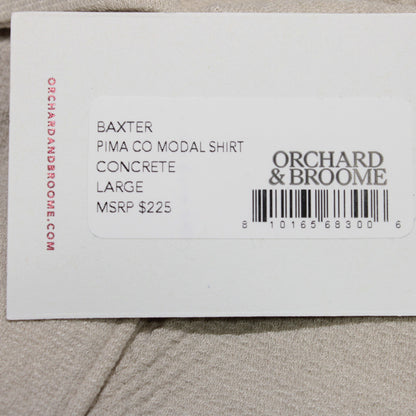 ORCHARDANDBROOME.COM
BAXTER
PIMA CO MODAL SHIRT
CONCRETE
LARGE
MSRP $225
ORCHARD
& BROOME
8 10165 68300 6